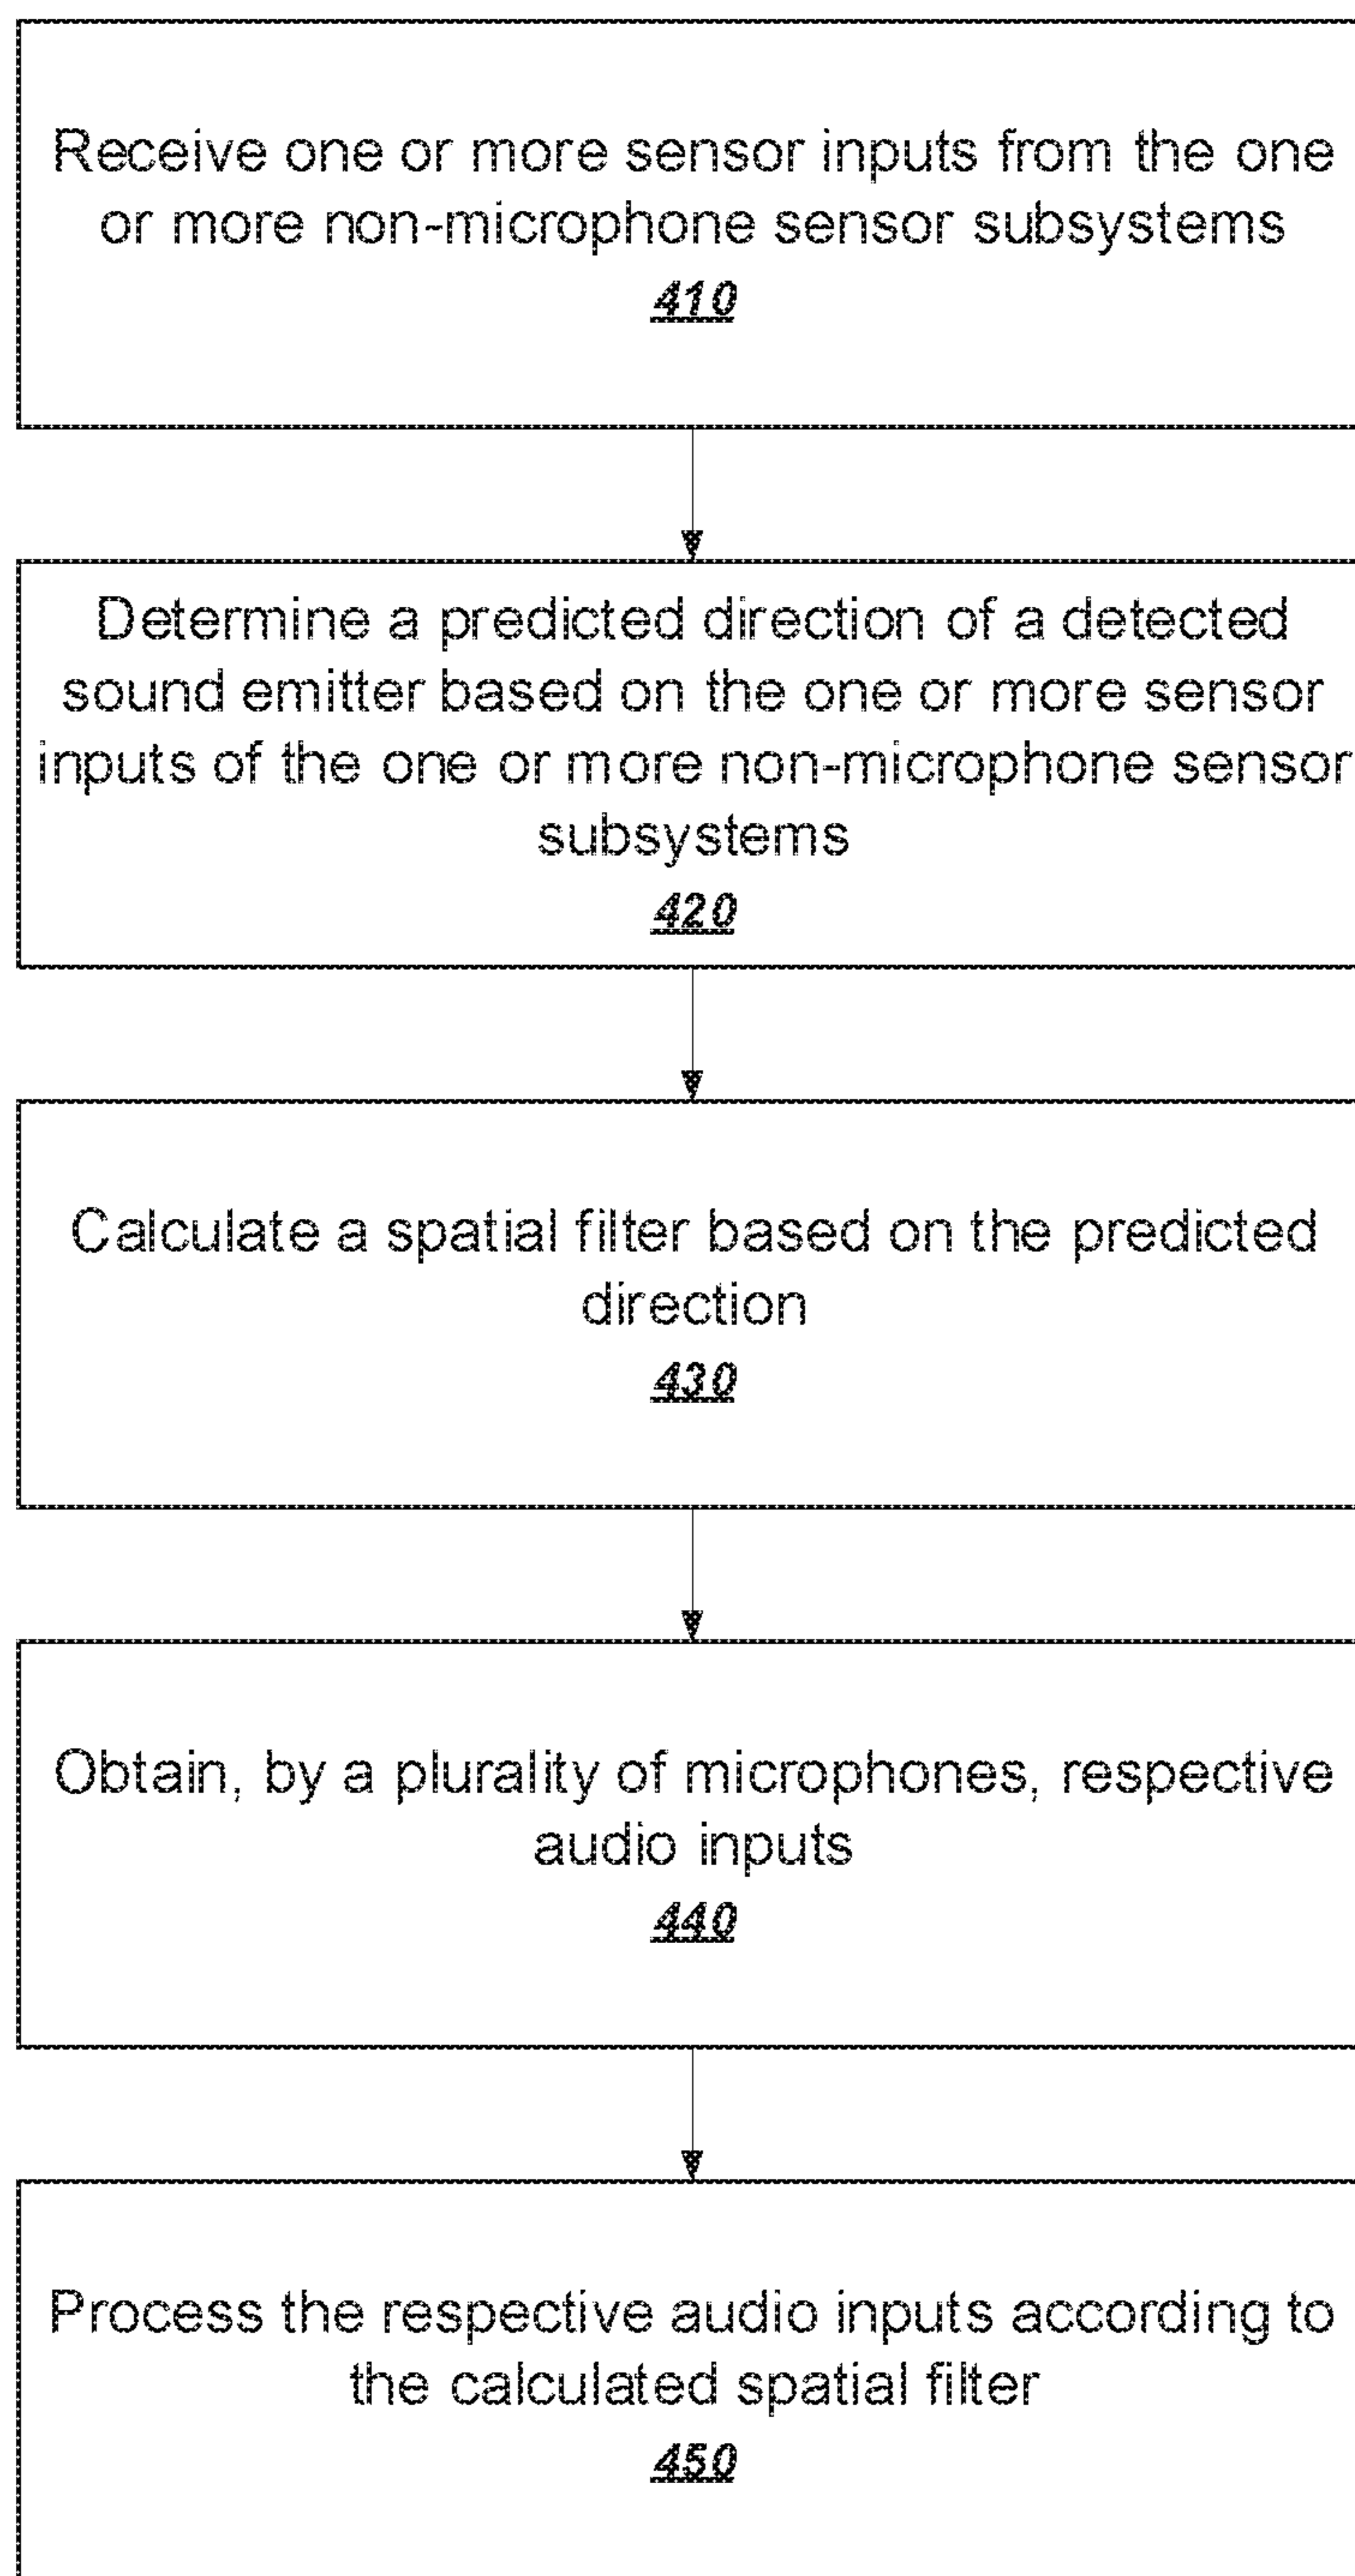 Receive one or more sensor inputs from the one
or more non-microphone sensor subsystems
410
Determine a predicted direction of a detected
sound emitter based on the one or more sensor
inputs of the one or more non-microphone sensor
subsystems
420
Calculate a spatial filter based on the predicted
direction
430
Obtain, by a plurality of microphones, respective
audio inputs
440
Process the respective audio inputs according to
the calculated spatial filter
450